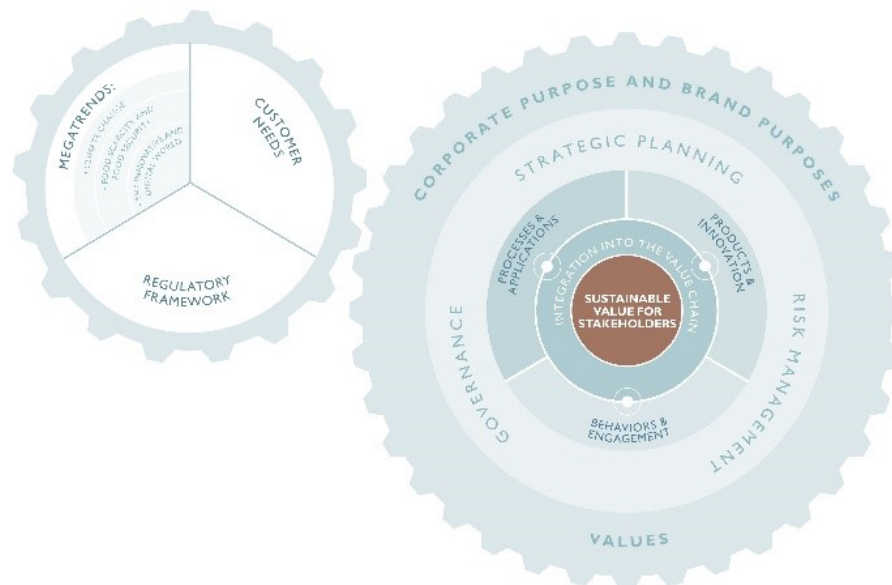 MEGATRENDS:
• CLIMATE CHANGE
• FOOD SCARCITY AND
FOOD SECURITY
• INNOVATIVE AND
DIGITAL WORLD
CUSTOMER
NEEDS
REGULATORY
FRAMEWORK
CORPORATE PURPOSE AND BRAND PURPOSES
STRATEGIC PLANNING
PROCESSES &
APPLICATIONS
PRODUCTS &
INNOVATION
INTEGRATION INTO THE VALUE CHAIN
SUSTAINABLE
VALUE FOR
STAKEHOLDERS
GOVERNANCE
RISK MANAGEMENT
BEHAVIORS &
ENGAGEMENT
VALUES